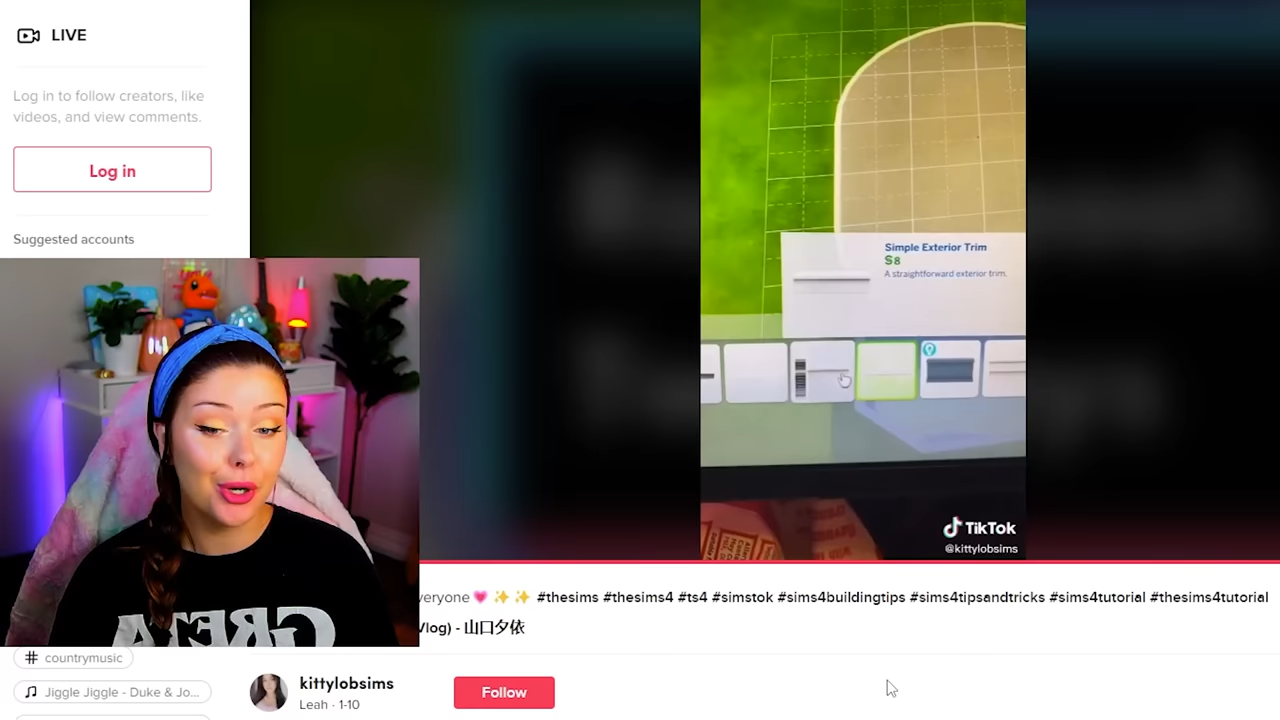 LIVE
Log in to follow creators, like
videos, and view comments.
Log in
Suggested accounts
Simple Exterior Trim
§8
A straightforward exterior trim.
TikTok
@kittylobsims
veryone 💗 ✨ ✨ #thesims #thesims4 #ts4 #simstok #sims4buildingtips #sims4tipsandtricks #sims4tutorial #thesims4tutorial
Vlog) - 山口夕依
# countrymusic
Jiggle Jiggle - Duke & Jo...
kittylobsims
Leah · 1-10
Follow